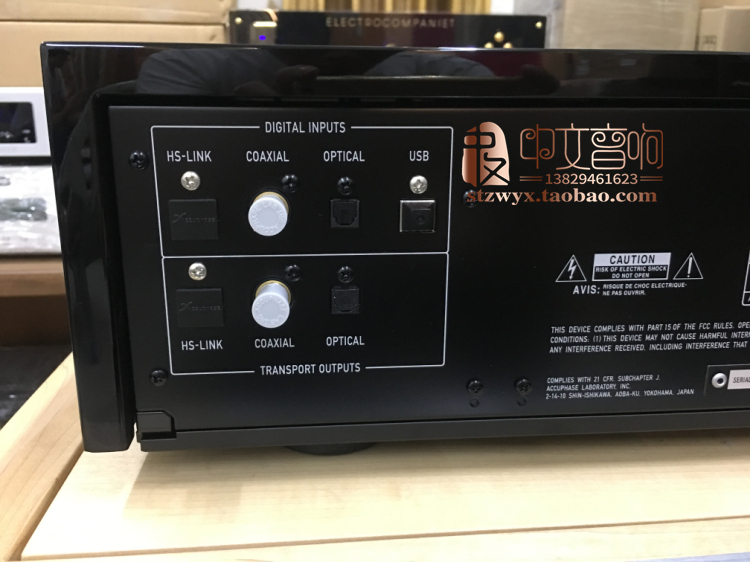 ELECTROCOMPANIET
DIGITAL INPUTS
HS-LINK COAXIAL OPTICAL USB
HS-LINK COAXIAL OPTICAL
TRANSPORT OUTPUTS
中文音响
13829461623
stzwyx.taobao.com
CAUTION
RISK OF ELECTRIC SHOCK
DO NOT OPEN
AVIS: RISQUE DE CHOC ELECTRIQUE-
NE PAS OUVRIR.
THIS DEVICE COMPLIES WITH PART 15 OF THE FCC RULES. OPE
CONDITIONS: (1) THIS DEVICE MAY NOT CAUSE HARMFUL INTER
ANY INTERFERENCE RECEIVED, INCLUDING INTERFERENCE THAT
COMPLIES WITH 21 CFR. SUBCHAPTER J.
ACCUPHASE LABORATORY, INC.
2-14-10 SHIN-ISHIKAWA, AOBA-KU, YOKOHAMA, JAPAN
SERIAL